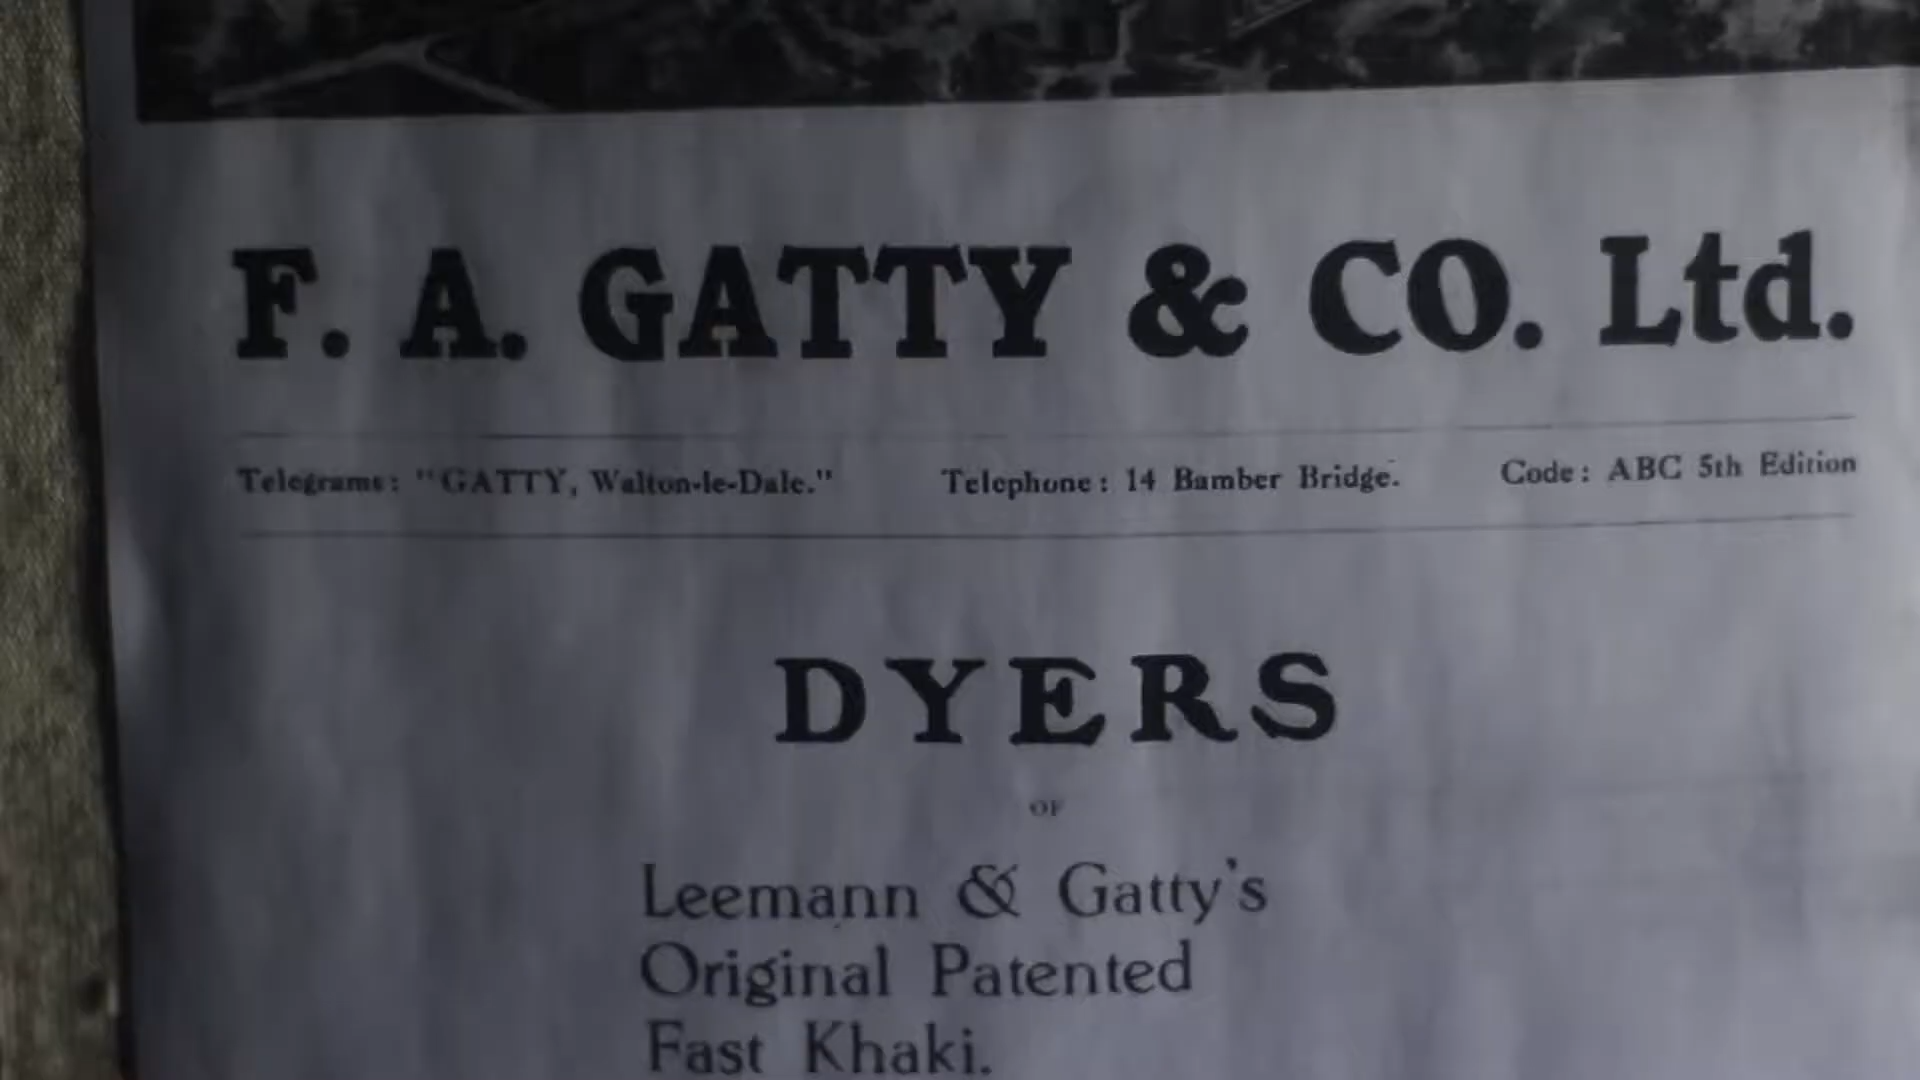 F. A. GATTY & CO. Ltd.
Telegrams: "GATTY, Walton-le-Dale." Telephone: 14 Bamber Bridge. Code: ABC 5th Edition
DYERS
OF
Leemann & Gatty's
Original Patented
Fast Khaki.